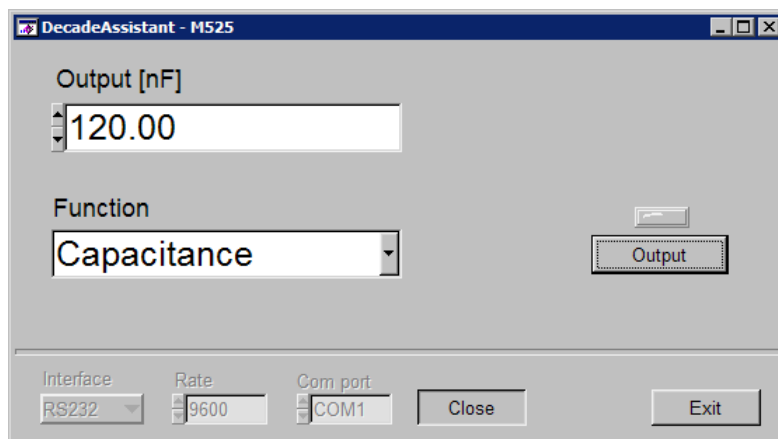 DecadeAssistant - M525
Output [nF]
120.00
Function
Capacitance
Output
Interface
Rate
Com port
RS232
9600
COM1
Close
Exit